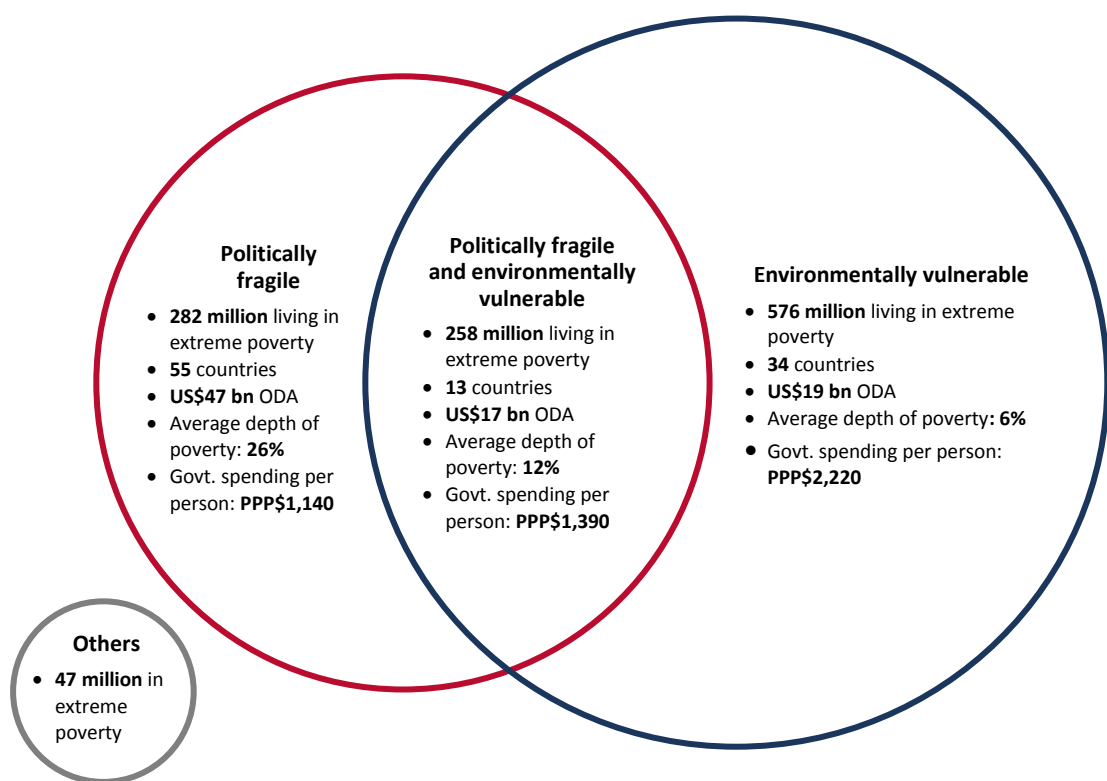 Politically
fragile
• 282 million living in
extreme poverty
• 55 countries
• US$47 bn ODA
• Average depth of
poverty: 26%
• Govt. spending per
person: PPP$1,140
Politically fragile
and environmentally
vulnerable
• 258 million living in
extreme poverty
• 13 countries
• US$17 bn ODA
• Average depth of
poverty: 12%
• Govt. spending per
person: PPP$1,390
Environmentally vulnerable
• 576 million living in extreme
poverty
• 34 countries
• US$19 bn ODA
• Average depth of poverty: 6%
• Govt. spending per person:
PPP$2,220
Others
• 47 million in
extreme
poverty